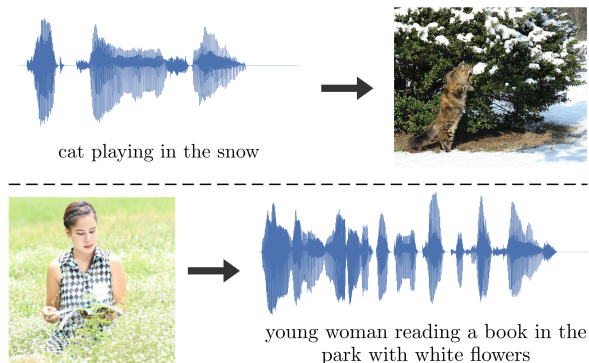 cat playing in the snow
young woman reading a book in the
park with white flowers